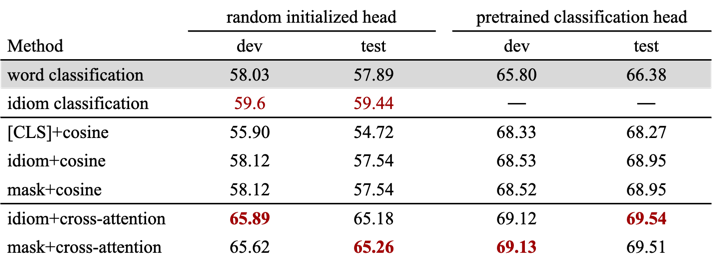 random initialized head pretrained classification head
Method dev test dev test
word classification 58.03 57.89 65.80 66.38
idiom classification 59.6 59.44 — —
[CLS]+cosine 55.90 54.72 68.33 68.27
idiom+cosine 58.12 57.54 68.53 68.95
mask+cosine 58.12 57.54 68.52 68.95
idiom+cross-attention 65.89 65.18 69.12 69.54
mask+cross-attention 65.62 65.26 69.13 69.51